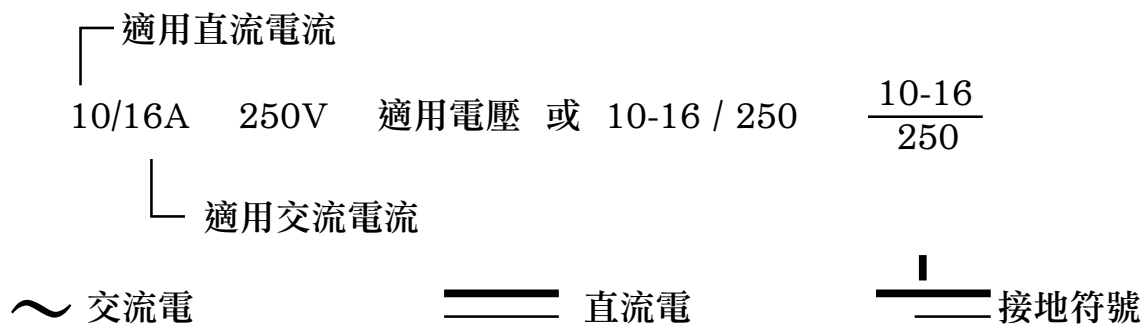 適用直流電流
10/16A 250V 適用電壓 或 10-16 / 250 10-16
250
適用交流電流
～ 交流電 直流電 接地符號